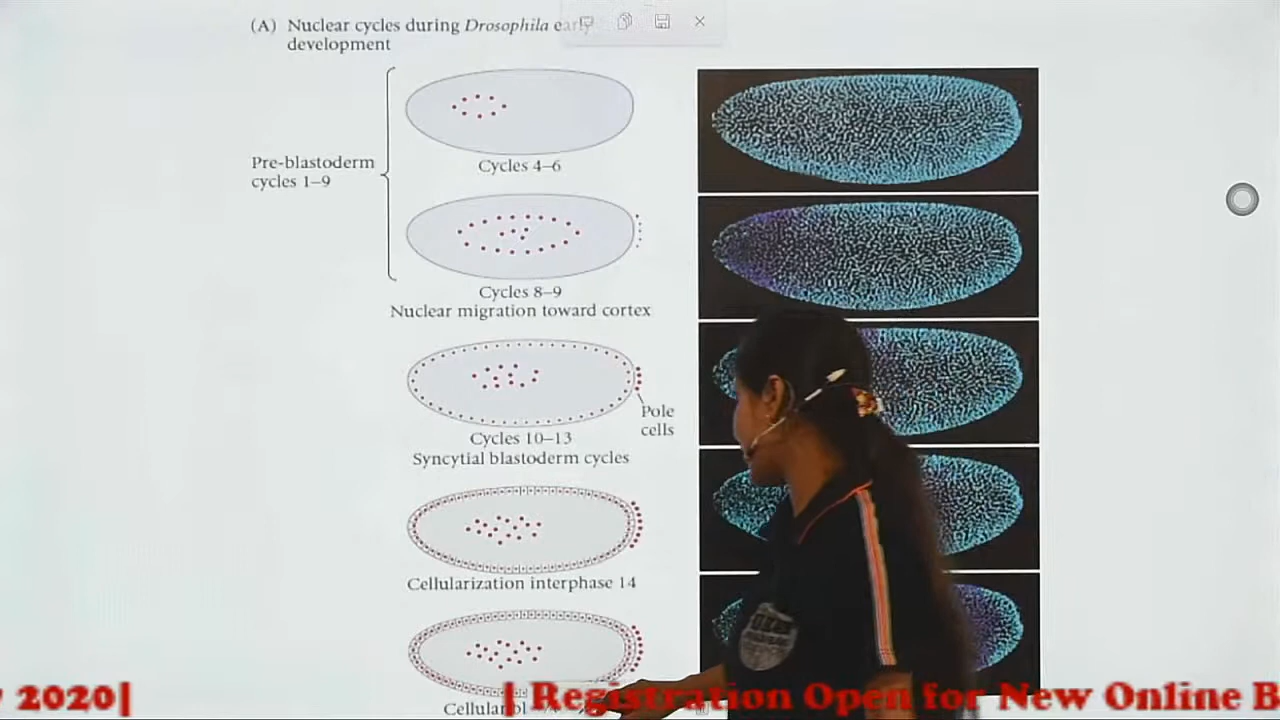 (A) Nuclear cycles during Drosophila early
development
Pre-blastoderm
cycles 1–9
Cycles 4–6
Cycles 8–9
Nuclear migration toward cortex
Pole
cells
Cycles 10–13
Syncytial blastoderm cycles
Cellularization interphase 14
2020| | Registration Open for New Online B